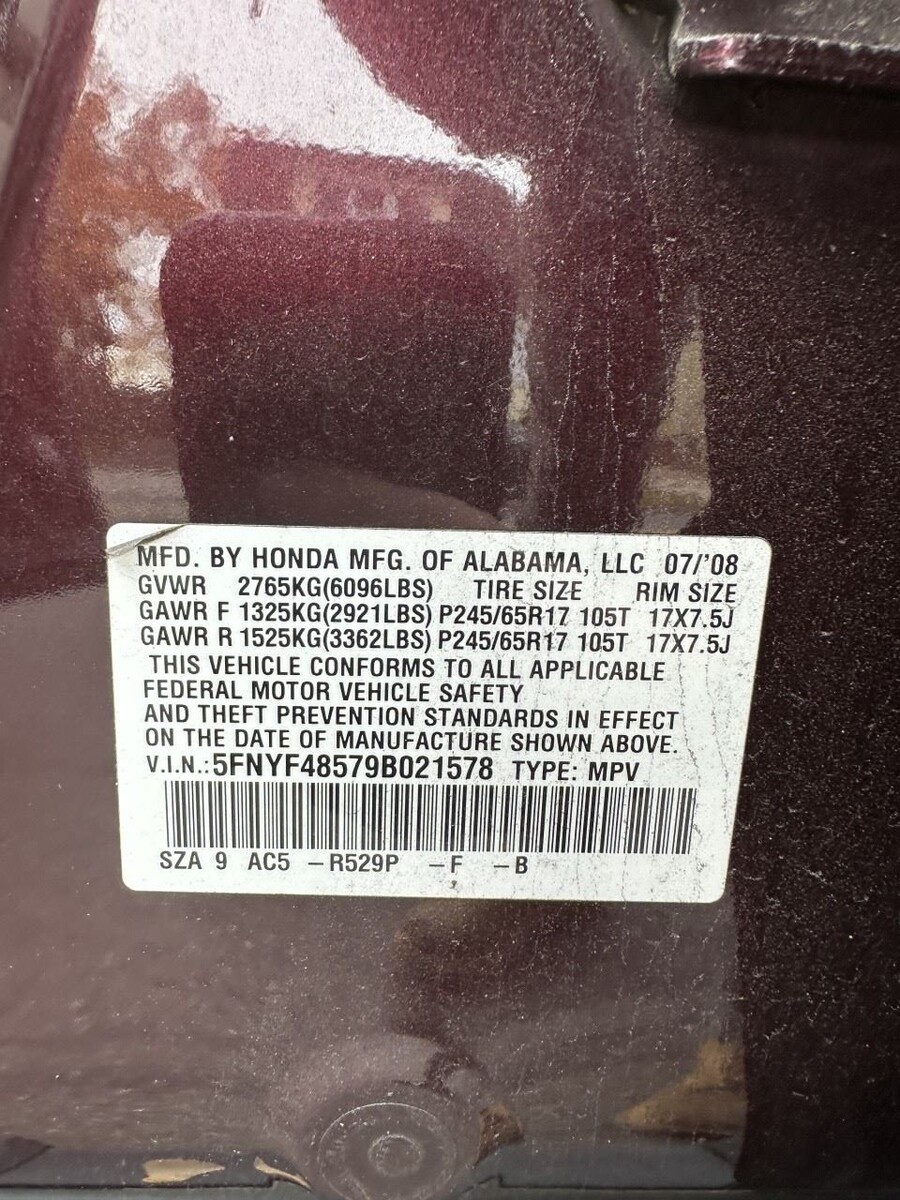 MFD. BY HONDA MFG. OF ALABAMA, LLC 07/'08
GVWR 2765KG(6096LBS) TIRE SIZE RIM SIZE
GAWR F 1325KG(2921LBS) P245/65R17 105T 17X7.5J
GAWR R 1525KG(3362LBS) P245/65R17 105T 17X7.5J
THIS VEHICLE CONFORMS TO ALL APPLICABLE
FEDERAL MOTOR VEHICLE SAFETY
AND THEFT PREVENTION STANDARDS IN EFFECT
ON THE DATE OF MANUFACTURE SHOWN ABOVE.
V.I.N.:5FNYF48579B021578 TYPE: MPV
SZA 9 AC5 –R529P –F –B